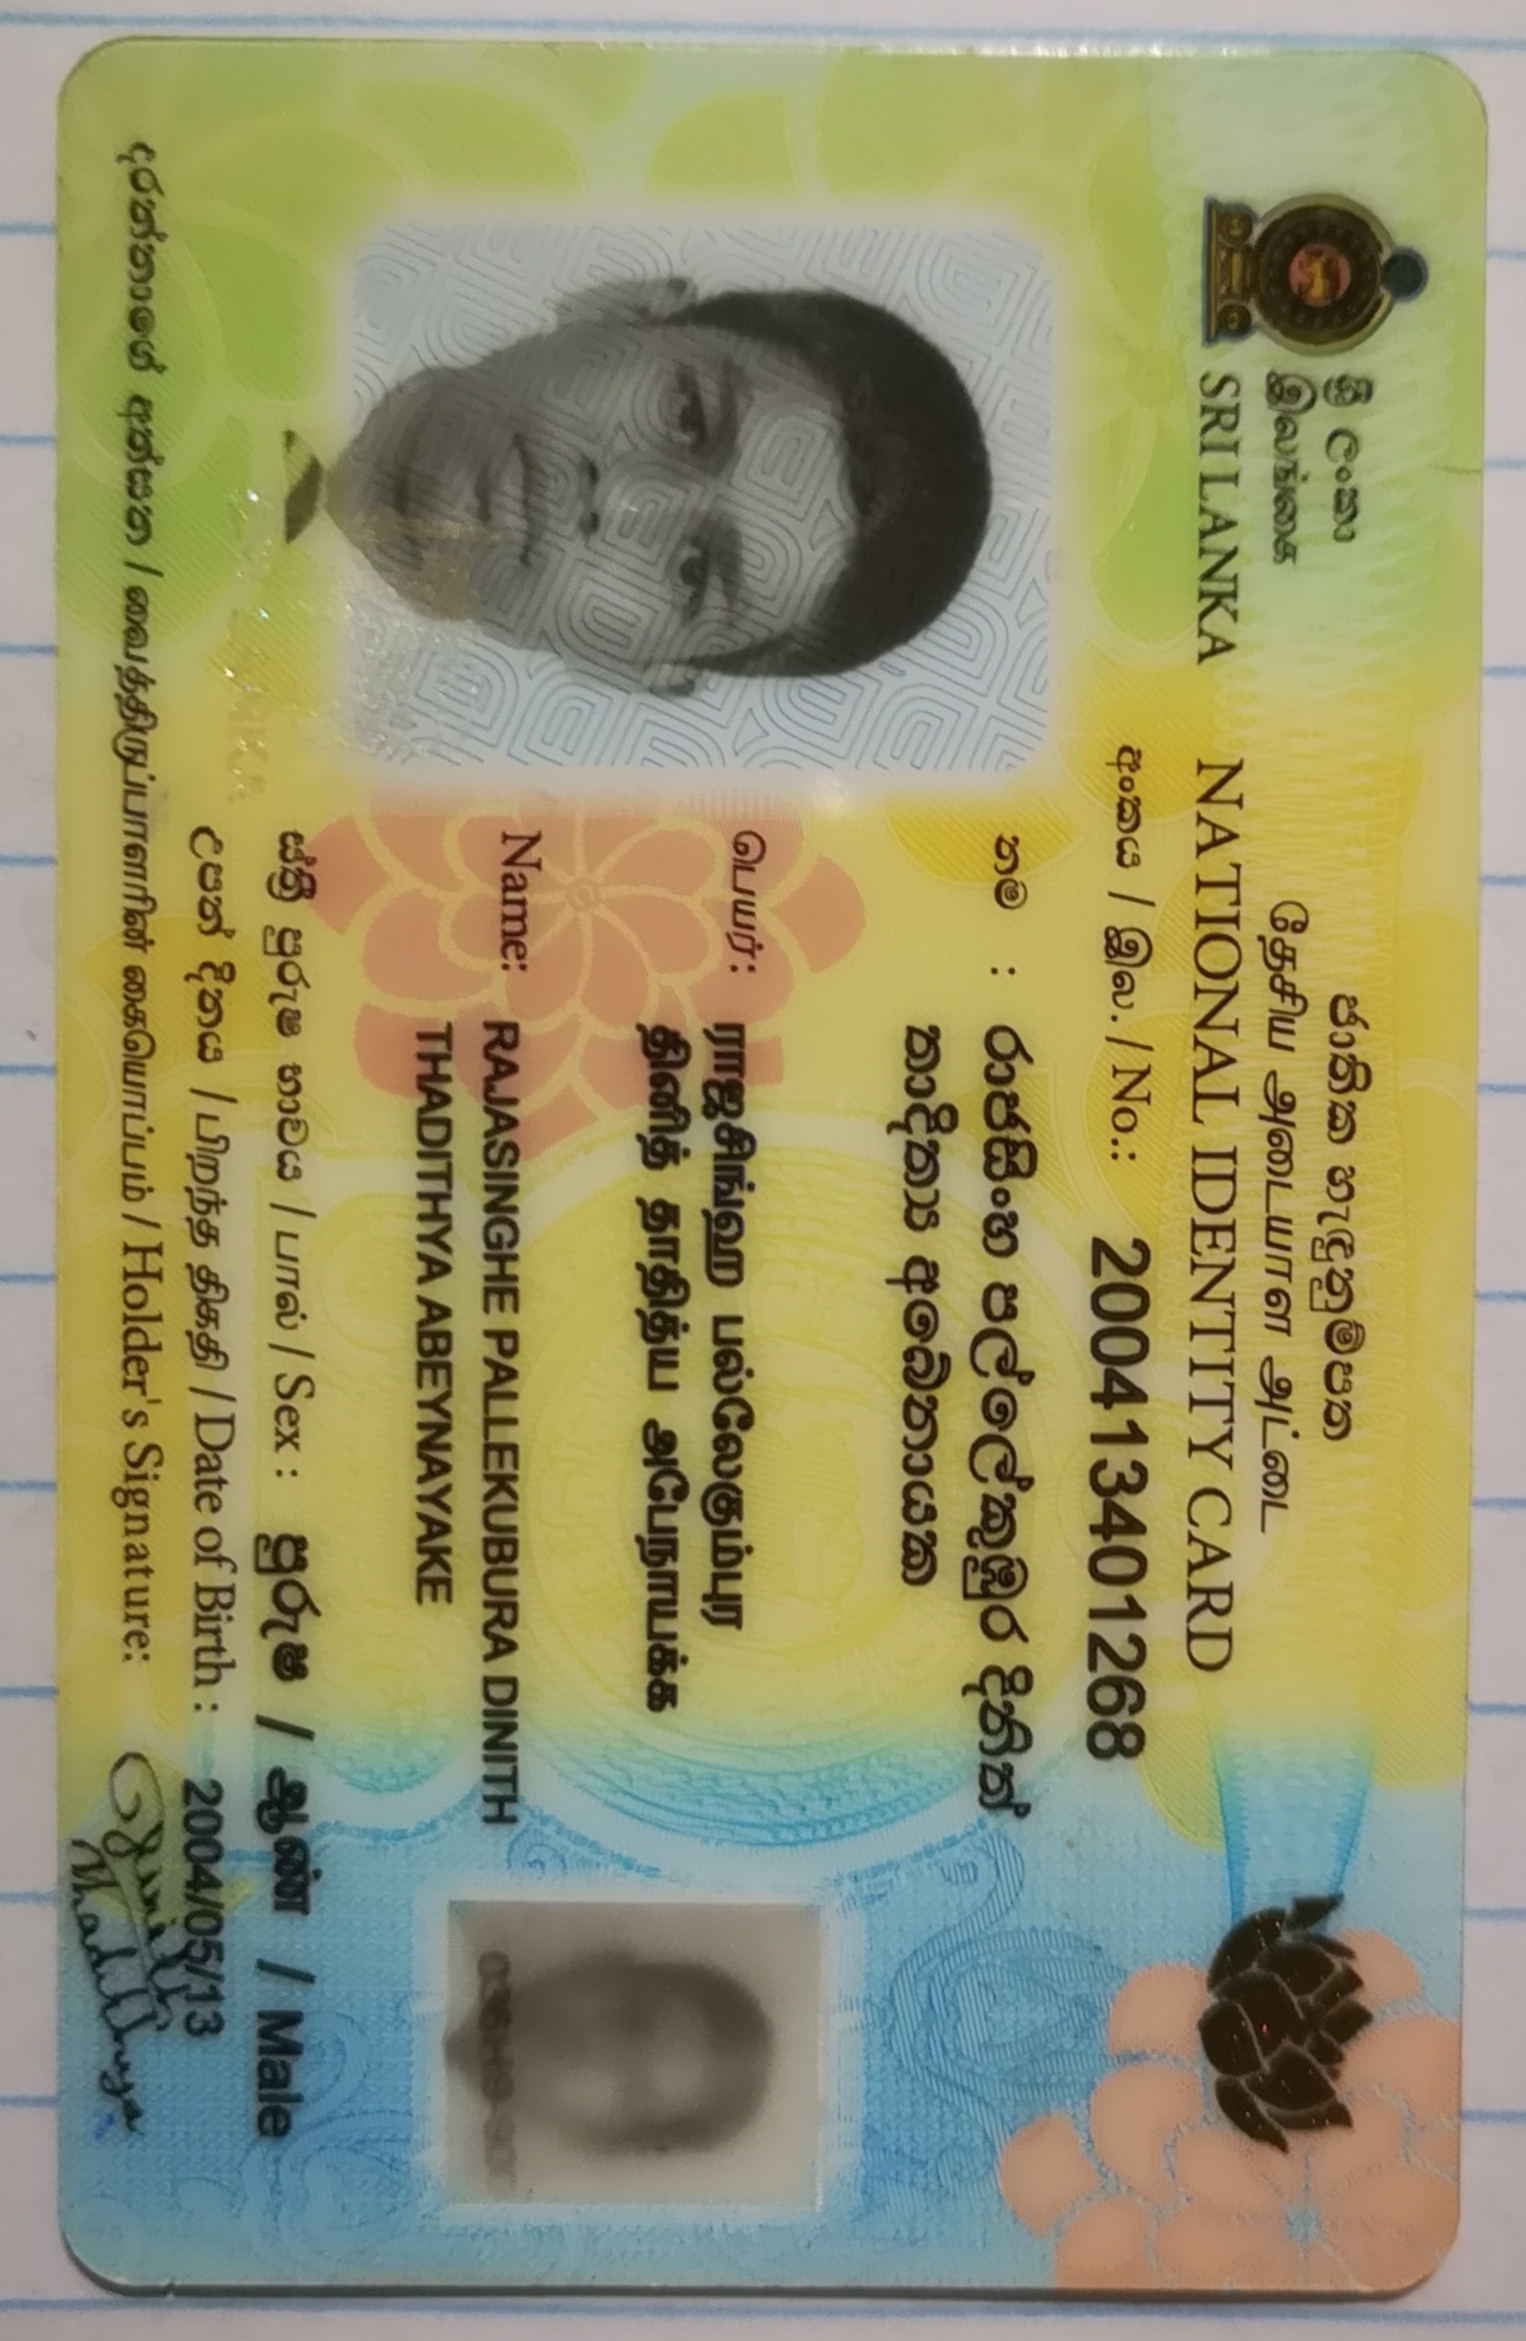 ශ්‍රී ලංකා
இலங்கை
SRI LANKA
ජාතික හැඳුනුම්පත
தேசிய அடையாள அட்டை
NATIONAL IDENTITY CARD
අංකය / இல. / No.: 200413401268
නම : රාජසිංහ පල්ලේකුඹුර දිනිත්
තාදිත්‍ය අබේනායක
பெயர்: ராஜசிங்ஹ பல்லேகும்புர
தினித் தாதித்ய அபேநாயக்க
Name: RAJASINGHE PALLEKUBURA DINITH
THADITHYA ABEYNAYAKE
ස්ත්‍රී පුරුෂ භාවය / பால் / Sex : පුරුෂ / ஆண் / Male
උපන් දිනය / பிறந்த திகதி / Date of Birth : 2004/05/13
දරන්නාගේ අත්සන / வைத்திருப்பாளரின் கையொப்பம் / Holder's Signature: